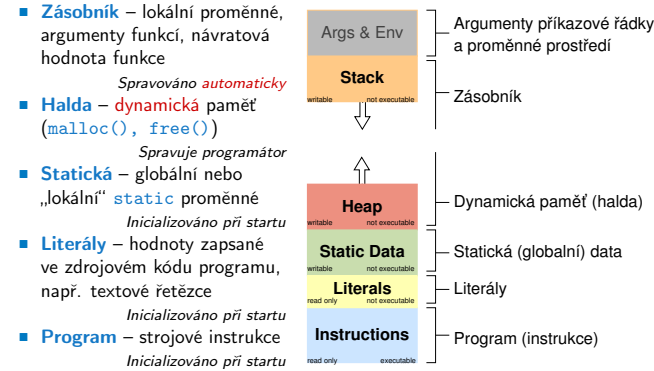 Zásobník – lokální proměnné,
argumenty funkcí, návratová
hodnota funkce
Spravováno automaticky
Halda – dynamická paměť
(malloc(), free())
Spravuje programátor
Statická – globální nebo
„lokální“ static proměnné
Inicializováno při startu
Literály – hodnoty zapsané
ve zdrojovém kódu programu,
např. textové řetězce
Inicializováno při startu
Program – strojové instrukce
Inicializováno při startu
Args & Env
Stack
writable not executable
Heap
writable not executable
Static Data
writable not executable
Literals
read only not executable
Instructions
read only executable
Argumenty příkazové řádky
a proměnné prostředí
Zásobník
Dynamická paměť (halda)
Statická (globalní) data
Literály
Program (instrukce)